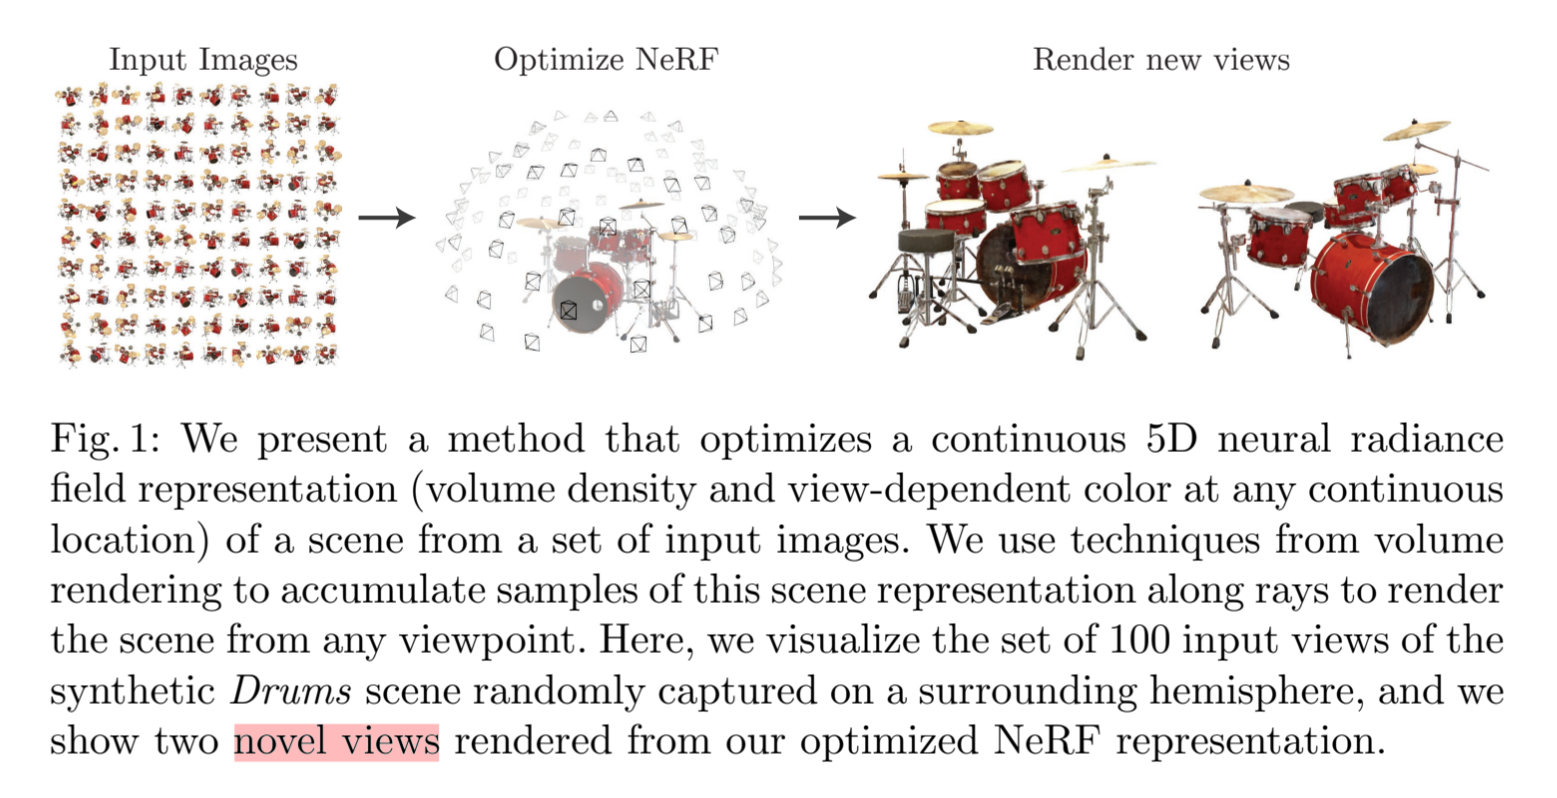 Input Images
Optimize NeRF
Render new views
Fig. 1: We present a method that optimizes a continuous 5D neural radiance
field representation (volume density and view-dependent color at any continuous
location) of a scene from a set of input images. We use techniques from volume
rendering to accumulate samples of this scene representation along rays to render
the scene from any viewpoint. Here, we visualize the set of 100 input views of the
synthetic Drums scene randomly captured on a surrounding hemisphere, and we
show two novel views rendered from our optimized NeRF representation.